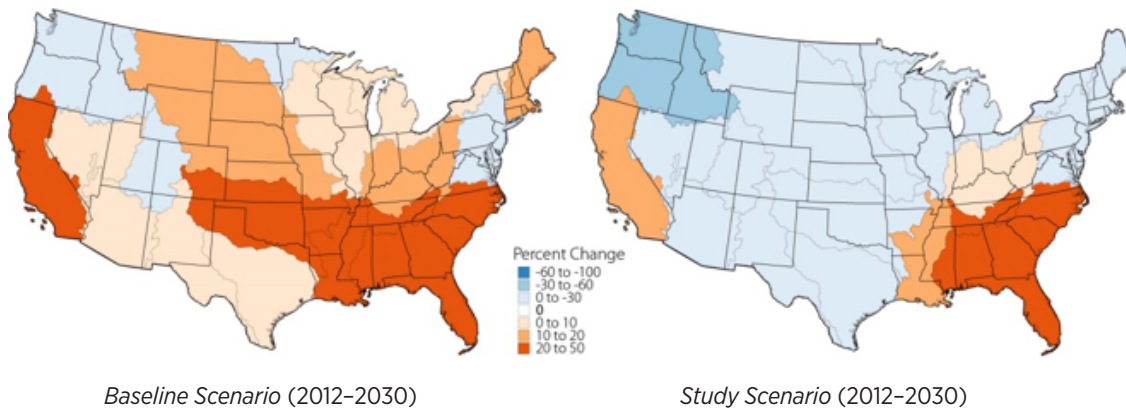 Percent Change
-60 to -100
-30 to -60
0 to -30
0
0 to 10
10 to 20
20 to 50
Baseline Scenario (2012–2030)
Study Scenario (2012–2030)